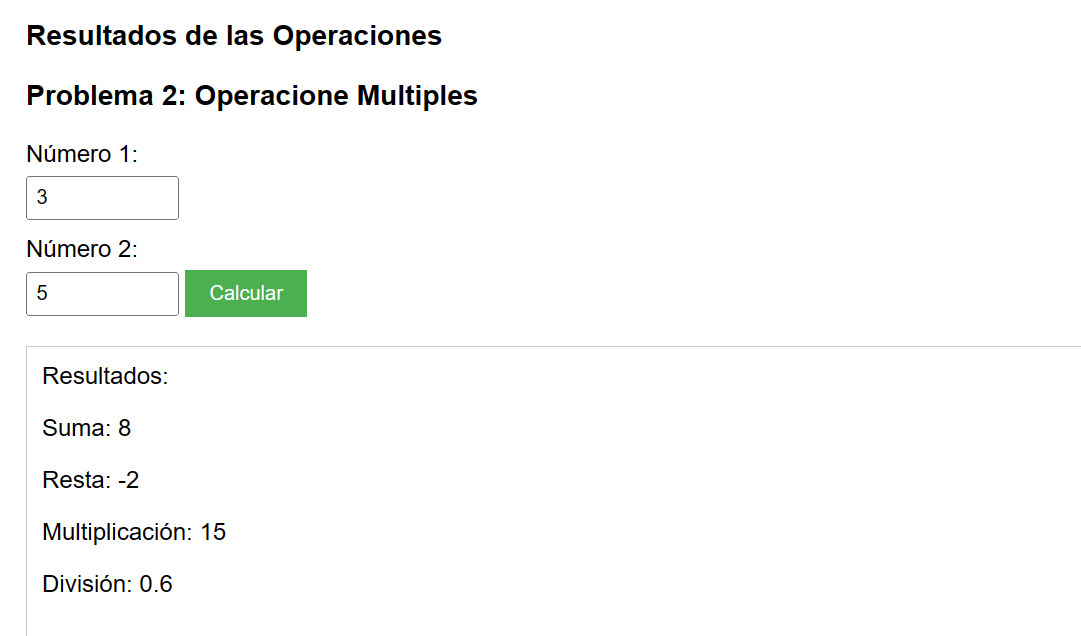 Resultados de las Operaciones
Problema 2: Operacione Multiples
Número 1:
3
Número 2:
5 Calcular
Resultados:
Suma: 8
Resta: -2
Multiplicación: 15
División: 0.6